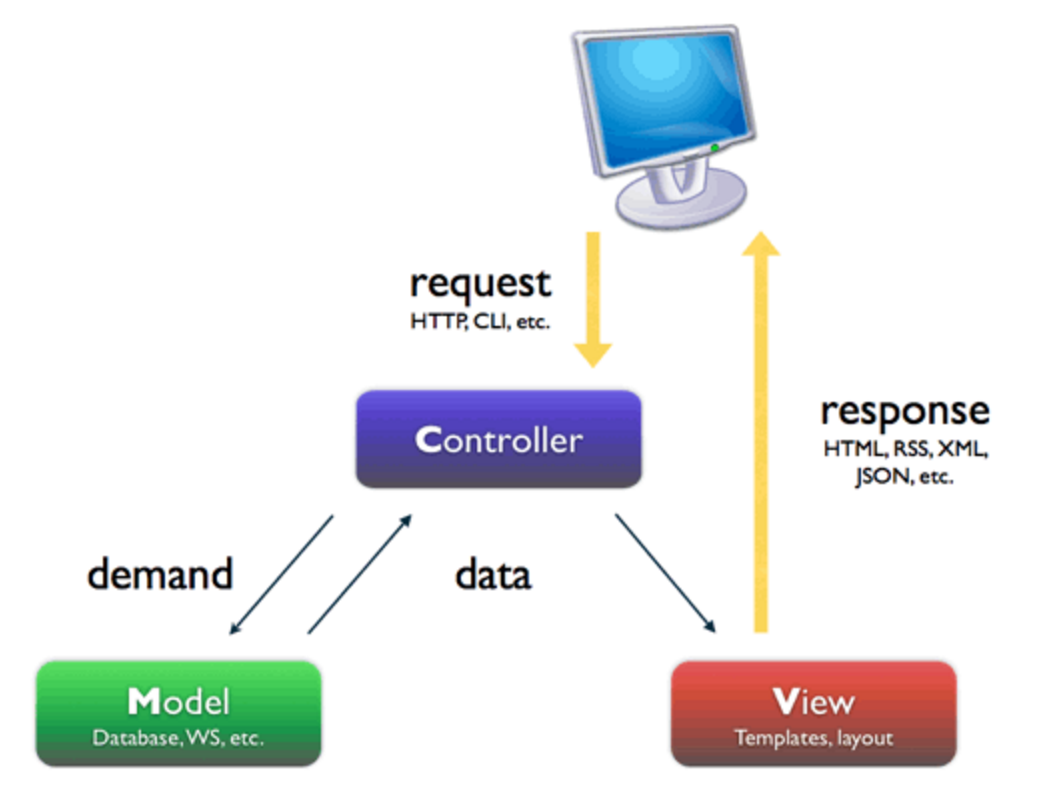 request
HTTP, CLI, etc.
Controller
response
HTML, RSS, XML,
JSON, etc.
demand
data
Model
Database, WS, etc.
View
Templates, layout